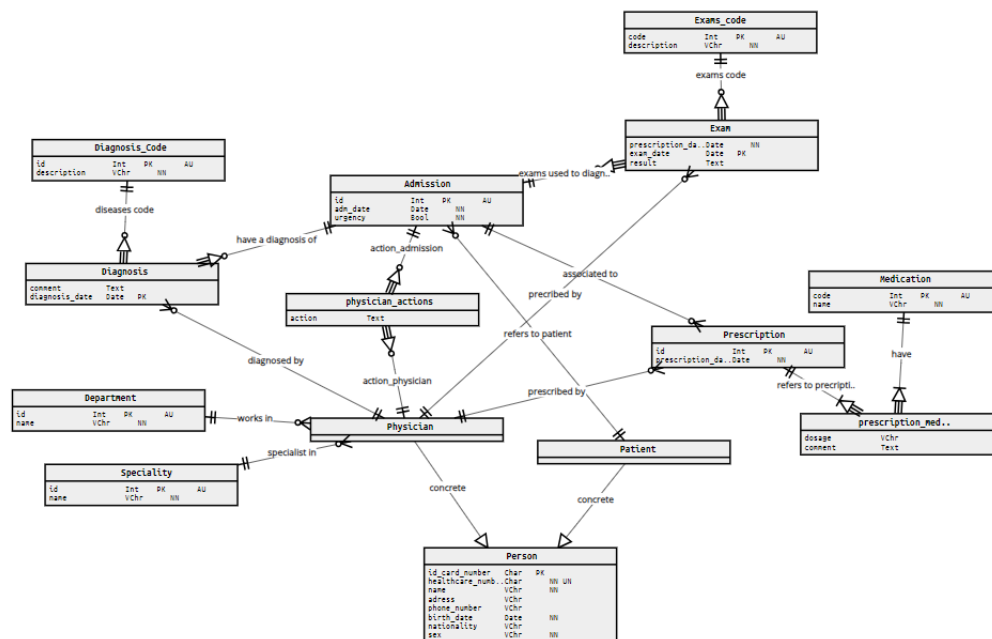 Exams_code
code Int PK AU
description VChr NN
exams code
Exam
prescription_da..Date NN
exam_date Date PK
result Text
Diagnosis_Code
id Int PK AU
description VChr NN
diseases code
exams used to diagn..
Admission
id Int PK AU
adm_date Date NN
urgency Bool NN
have a diagnosis of
action_admission
Diagnosis
comment Text
diagnosis_date Date PK
associated to
Medication
code Int PK AU
name VChr NN
physician_actions
action Text
precribed by
refers to patient
Prescription
id Int PK AU
prescription_da..Date NN
have
diagnosed by
action_physician
prescribed by
refers to precripti..
Department
id Int PK AU
name VChr NN
works in
Physician
prescription_med..
dosage VChr
comment Text
specialist in
Patient
Speciality
id Int PK AU
name VChr NN
concrete
concrete
Person
id_card_number Char PK
healthcare_numb..Char NN UN
name VChr NN
adress VChr
phone_number VChr
birth_date Date NN
nationality VChr
sex VChr NN